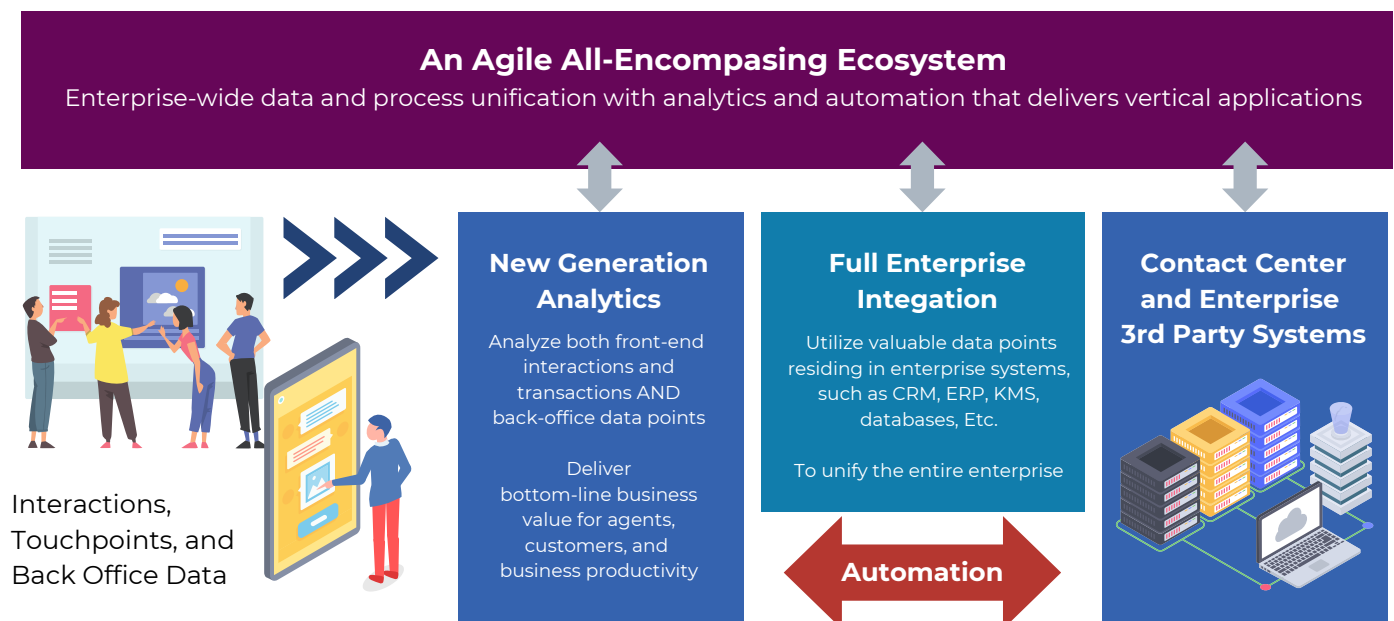 An Agile All-Encompasing Ecosystem
Enterprise-wide data and process unification with analytics and automation that delivers vertical applications
Interactions,
Touchpoints, and
Back Office Data
New Generation
Analytics
Analyze both front-end
interactions and
transactions AND
back-office data points
Deliver
bottom-line business
value for agents,
customers, and
business productivity
Full Enterprise
Integation
Utilize valuable data points
residing in enterprise systems,
such as CRM, ERP, KMS,
databases, Etc.
To unify the entire enterprise
Automation
Contact Center
and Enterprise
3rd Party Systems